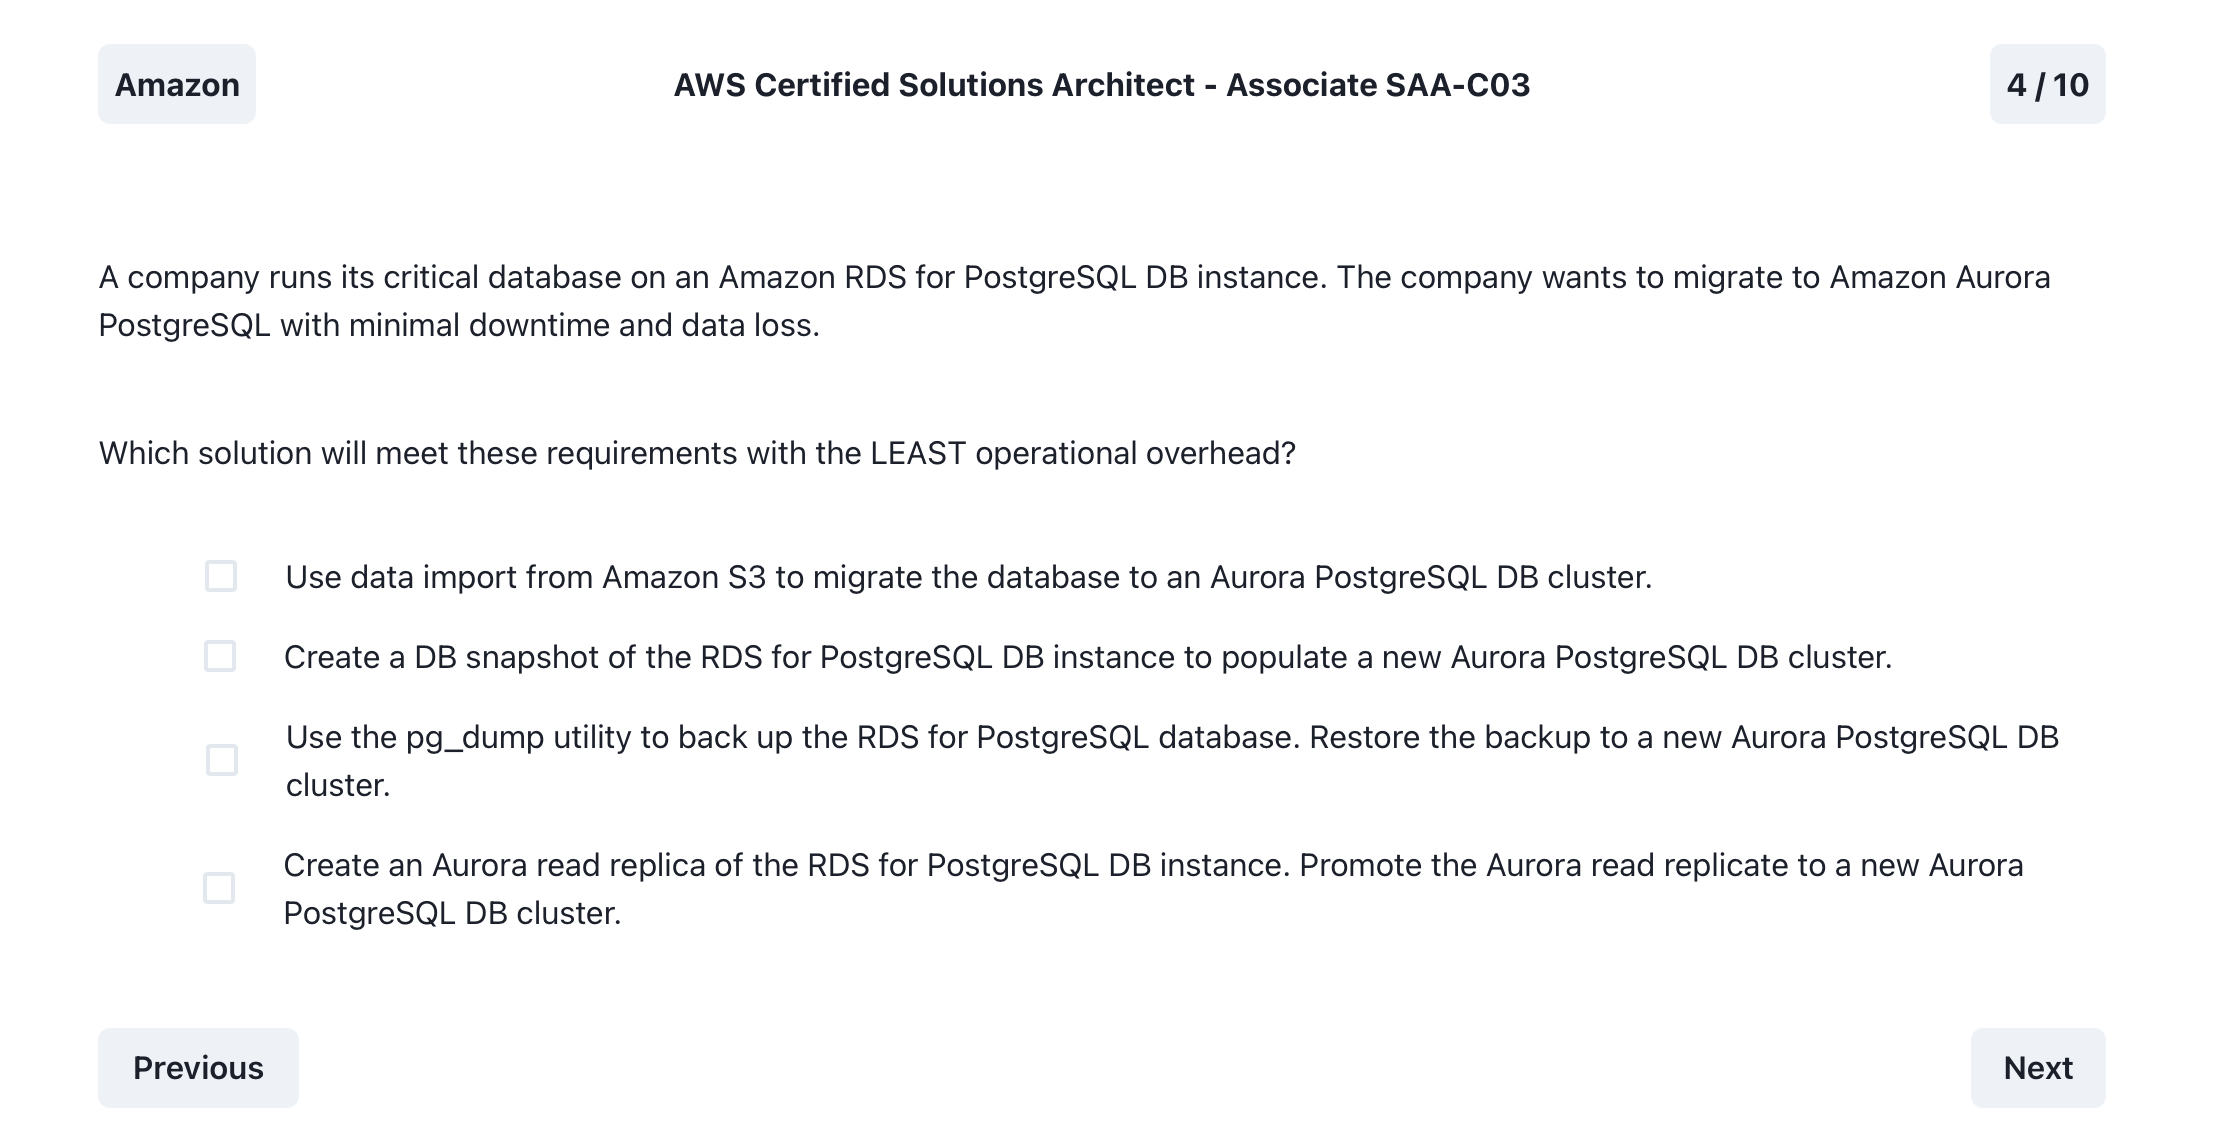 Amazon
AWS Certified Solutions Architect - Associate SAA-C03
4 / 10
A company runs its critical database on an Amazon RDS for PostgreSQL DB instance. The company wants to migrate to Amazon Aurora
PostgreSQL with minimal downtime and data loss.
Which solution will meet these requirements with the LEAST operational overhead?
Use data import from Amazon S3 to migrate the database to an Aurora PostgreSQL DB cluster.
Create a DB snapshot of the RDS for PostgreSQL DB instance to populate a new Aurora PostgreSQL DB cluster.
Use the pg_dump utility to back up the RDS for PostgreSQL database. Restore the backup to a new Aurora PostgreSQL DB
cluster.
Create an Aurora read replica of the RDS for PostgreSQL DB instance. Promote the Aurora read replicate to a new Aurora
PostgreSQL DB cluster.
Previous
Next